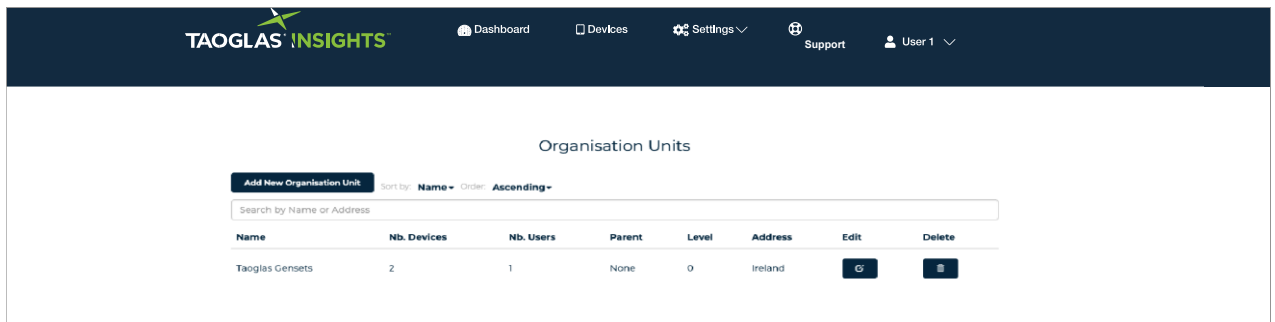 TAOGLAS INSIGHTS™
Dashboard Devices Settings Support User 1
Organisation Units
Add New Organisation Unit Sort by: Name Order: Ascending
Search by Name or Address
Name Nb. Devices Nb. Users Parent Level Address Edit Delete
Taoglas Gensets 2 1 None 0 Ireland